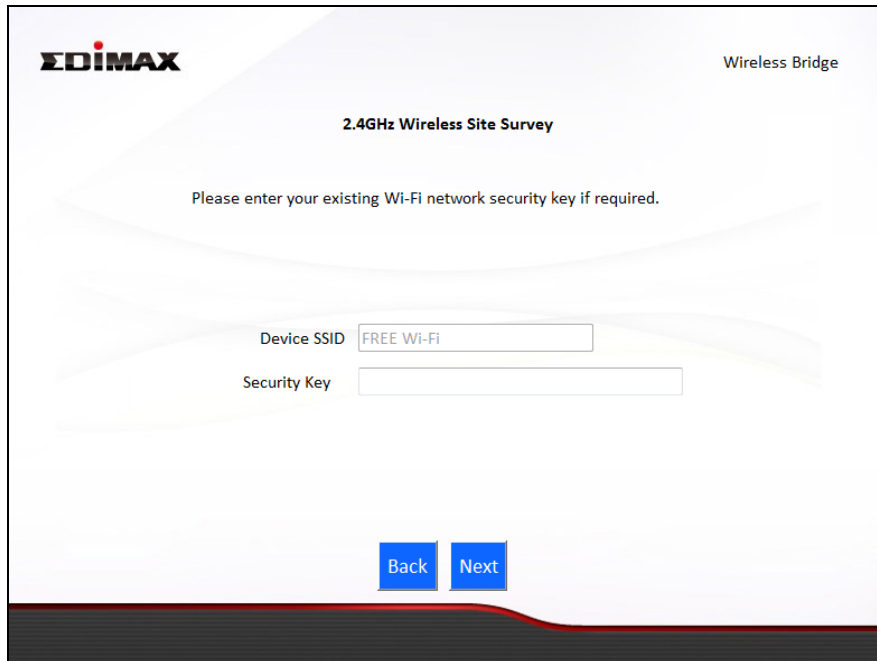 EDIMAX
Wireless Bridge
2.4GHz Wireless Site Survey
Please enter your existing Wi-Fi network security key if required.
Device SSID FREE Wi-Fi
Security Key
Back Next